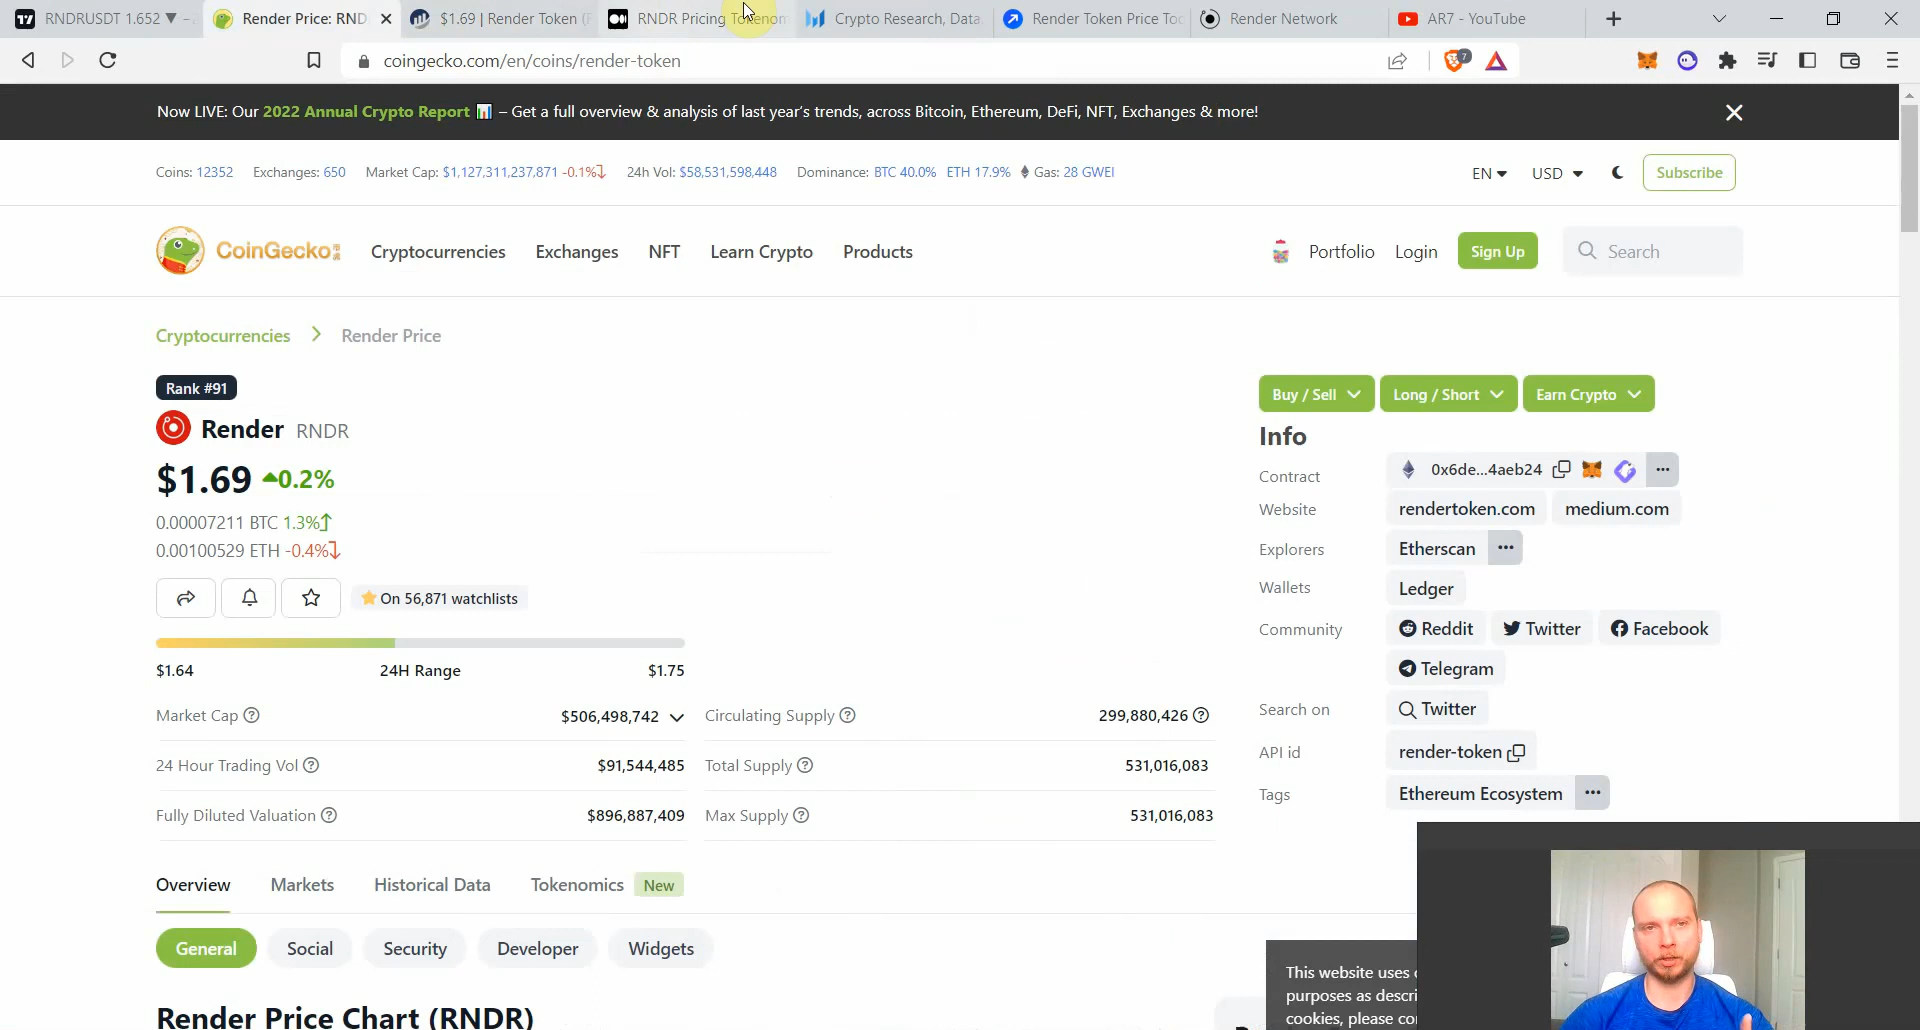 RNDRUSDT 1.652 ▼ –
Render Price: RND
$1.69 | Render Token (
RNDR Pricing Tokenom
Crypto Research, Data
Render Token Price Toc
Render Network
AR7 - YouTube
coingecko.com/en/coins/render-token
7
Now LIVE: Our 2022 Annual Crypto Report 📊 – Get a full overview & analysis of last year's trends, across Bitcoin, Ethereum, DeFi, NFT, Exchanges & more!
Coins: 12352 Exchanges: 650 Market Cap: $1,127,311,237,871 -0.1% 24h Vol: $58,531,598,448 Dominance: BTC 40.0% ETH 17.9% Gas: 28 GWEI
EN USD Subscribe
CoinGecko Cryptocurrencies Exchanges NFT Learn Crypto Products
Portfolio Login Sign Up Search
Cryptocurrencies > Render Price
Rank #91
Render RNDR
$1.69 0.2%
0.00007211 BTC 1.3%
0.00100529 ETH -0.4%
On 56,871 watchlists
$1.64 24H Range $1.75
Market Cap $506,498,742
24 Hour Trading Vol $91,544,485
Fully Diluted Valuation $896,887,409
Circulating Supply 299,880,426
Total Supply 531,016,083
Max Supply 531,016,083
Buy / Sell Long / Short Earn Crypto
Info
Contract 0x6de...4aeb24 ...
Website rendertoken.com medium.com
Explorers Etherscan ...
Wallets Ledger
Community Reddit Twitter Facebook
Telegram
Search on Twitter
API id render-token
Tags Ethereum Ecosystem ...
Overview Markets Historical Data Tokenomics New
General Social Security Developer Widgets
Render Price Chart (RNDR)
This website uses
purposes as descri
cookies, please co